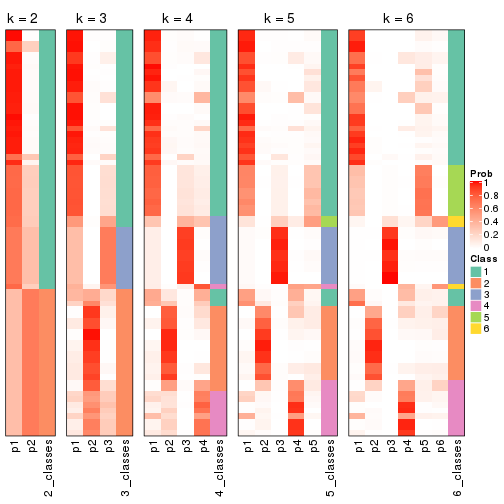 k = 2
k = 3
k = 4
k = 5
k = 6
p1
p2
2_classes
p1
p2
p3
3_classes
p1
p2
p3
p4
4_classes
p1
p2
p3
p4
p5
5_classes
p1
p2
p3
p4
p5
p6
6_classes
Prob
1
0.8
0.6
0.4
0.2
0
Class
1
2
3
4
5
6